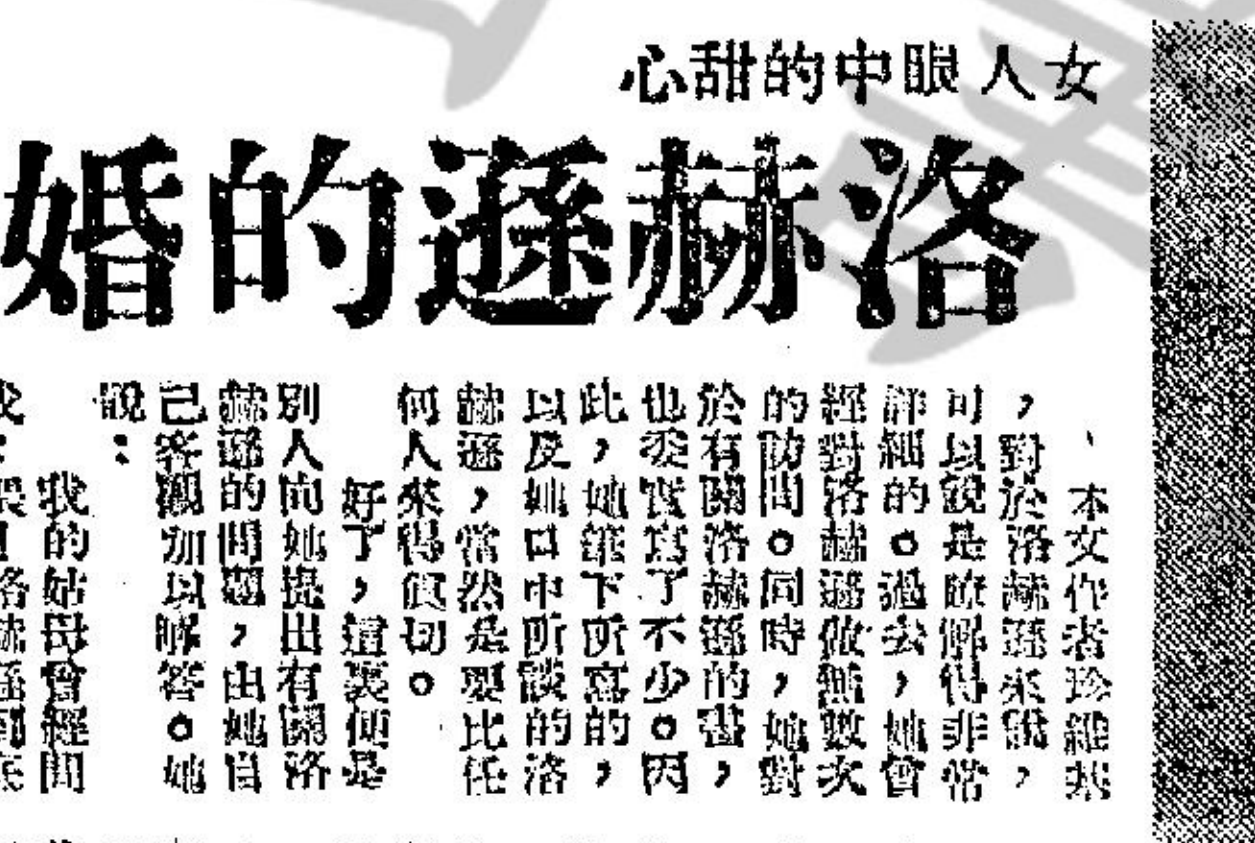 女人眼中的甜心
洛赫遜的婚
本文作者珍維
，對於洛赫遜來說，
可以說是瞭解得非常
詳細的。過去，她曾
經對洛赫遜做無數次
的訪問。同時，她對
於有關洛赫遜的書，
也委實寫了不少。因
此，她筆下所寫的，
以及她口中所談的洛
赫遜，當然是要比任
何人來得切。
好了，這裏便是
別人向她提出有關洛
赫遜的問題，由她自
己客觀加以解答。她
說：
我的姑母曾經問